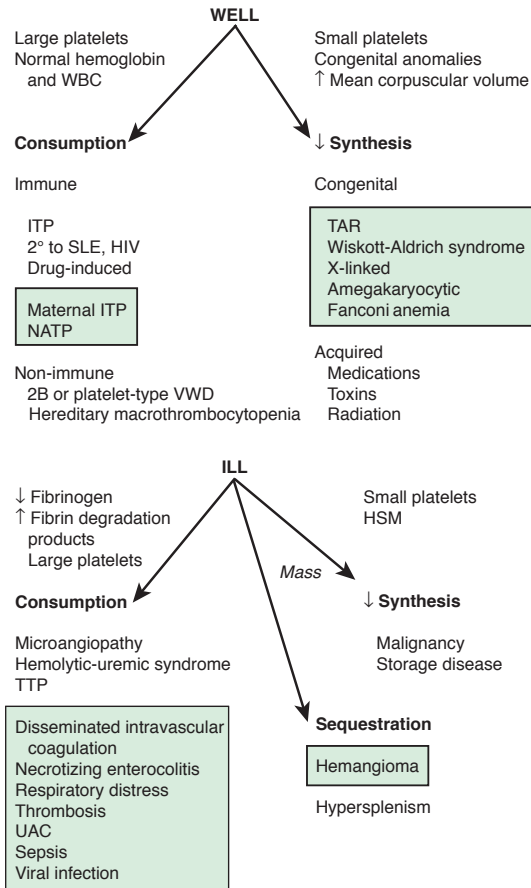 WELL
Large platelets
Normal hemoglobin
and WBC
Small platelets
Congenital anomalies
↑ Mean corpuscular volume
Consumption
Immune
ITP
2° to SLE, HIV
Drug-induced
Maternal ITP
NATP
Non-immune
2B or platelet-type VWD
Hereditary macrothrombocytopenia
↓ Synthesis
Congenital
TAR
Wiskott-Aldrich syndrome
X-linked
Amegakaryocytic
Fanconi anemia
Acquired
Medications
Toxins
Radiation
ILL
↓ Fibrinogen
↑ Fibrin degradation
products
Large platelets
Small platelets
HSM
Mass
Consumption
Microangiopathy
Hemolytic-uremic syndrome
TTP
Disseminated intravascular
coagulation
Necrotizing enterocolitis
Respiratory distress
Thrombosis
UAC
Sepsis
Viral infection
↓ Synthesis
Malignancy
Storage disease
Sequestration
Hemangioma
Hypersplenism